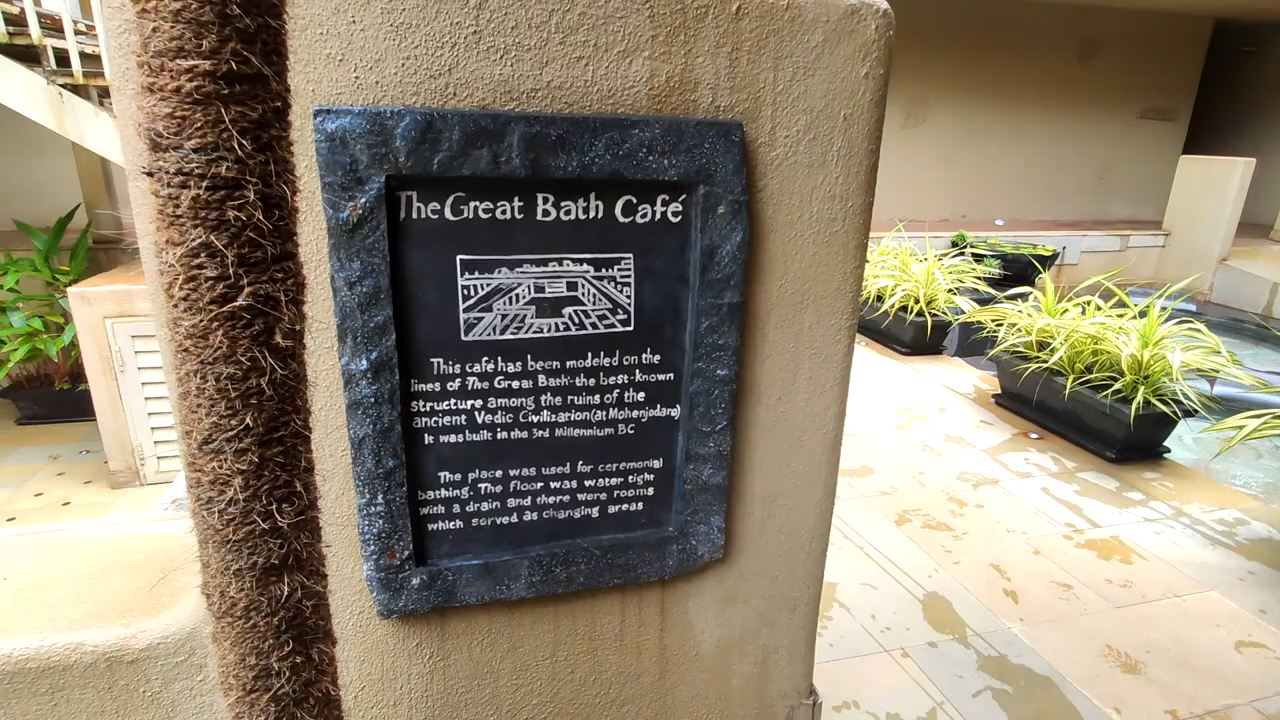 The Great Bath Café
This café has been modeled on the
lines of The Great Bath-the best-known
structure among the ruins of the
ancient Vedic Civilization(at Mohenjodaro)
It was built in the 3rd Millennium BC
The place was used for ceremonial
bathing. The floor was water tight
with a drain and there were rooms
which served as changing areas